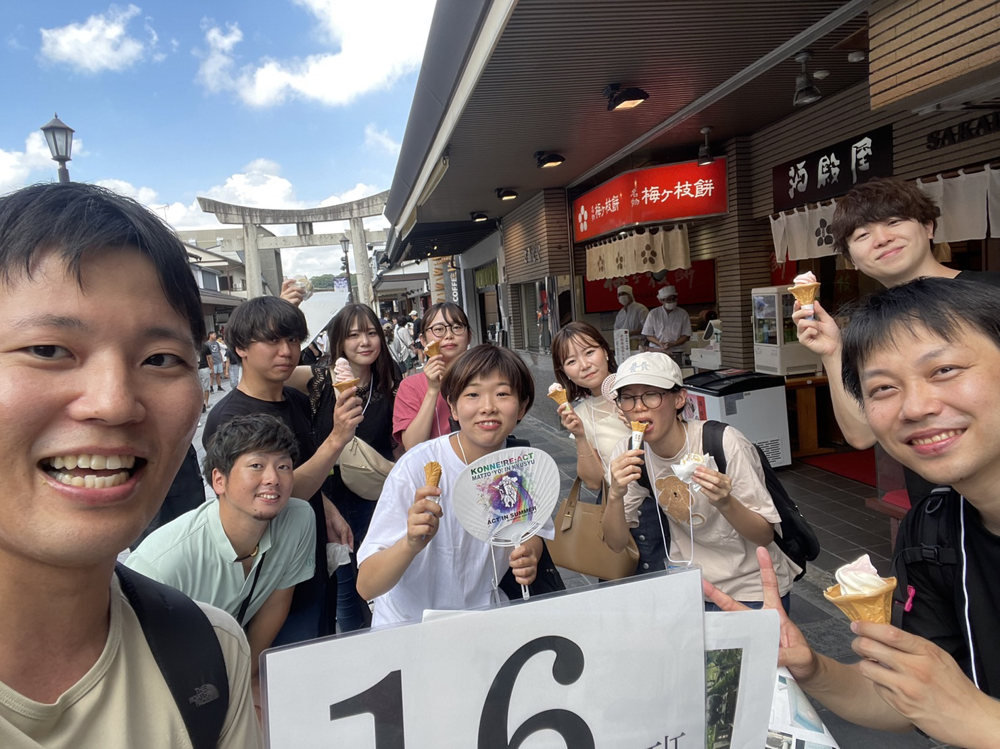 酒殿屋
SAKA
名物 梅ヶ枝餅
名物 梅ヶ枝餅
COFFEE
KONNE!RE:ACT
MATTO 'YO! IN KYUSYU
ACT IN SUMMER
THE
NORTH
FACE
16
班